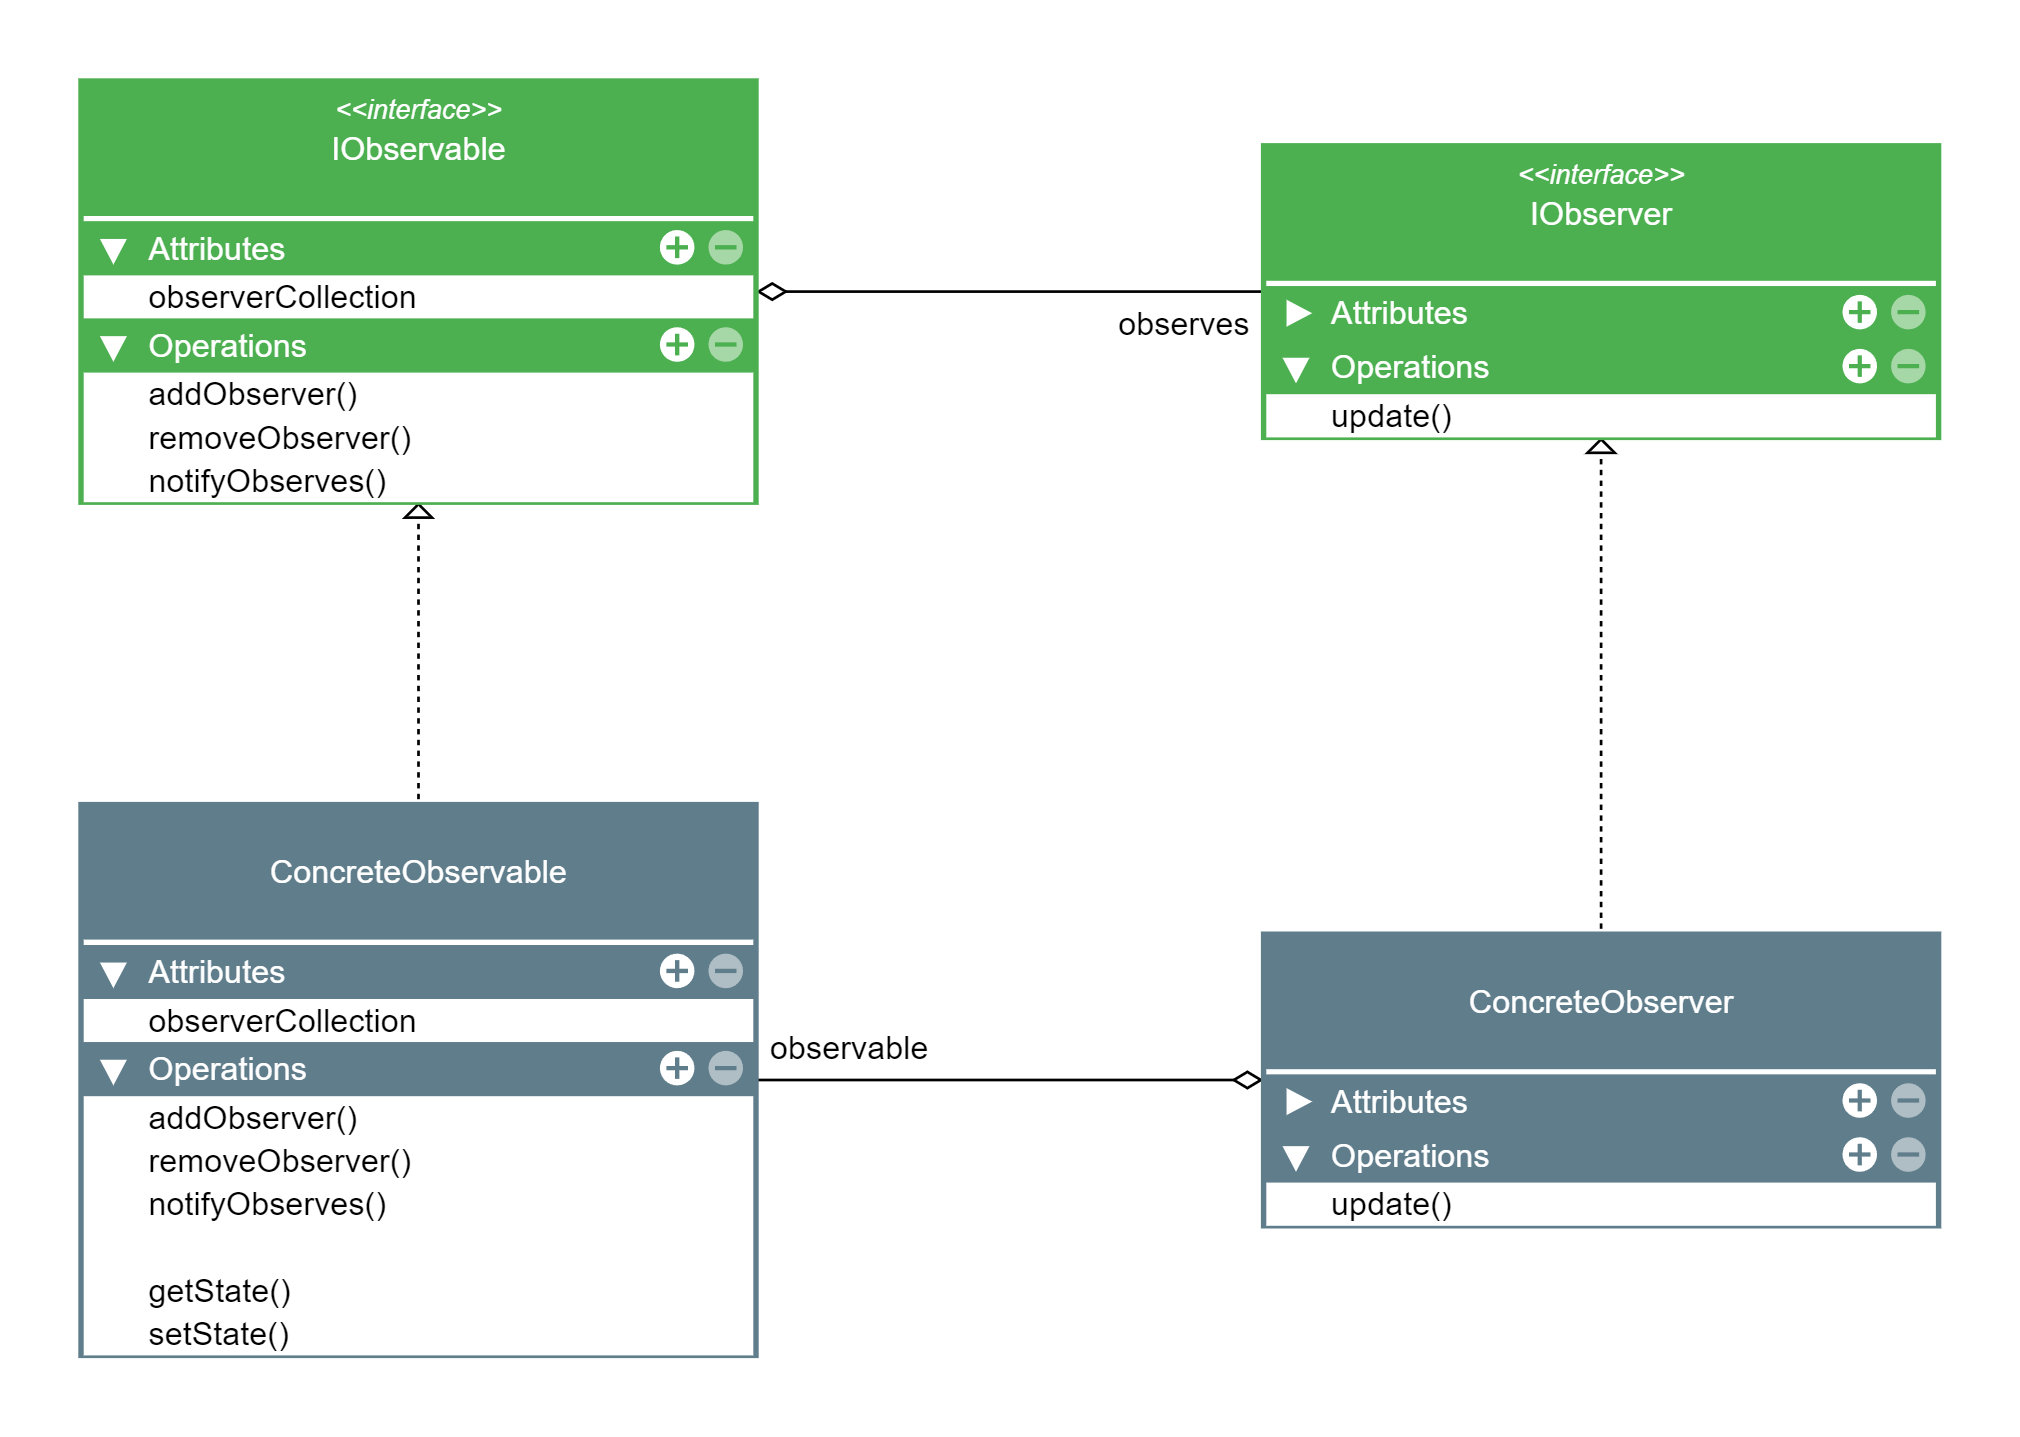 <<interface>>
IObservable
Attributes
observerCollection
Operations
addObserver()
removeObserver()
notifyObserves()
observes
<<interface>>
IObserver
Attributes
Operations
update()
ConcreteObservable
Attributes
observerCollection
Operations
addObserver()
removeObserver()
notifyObserves()
getState()
setState()
observable
ConcreteObserver
Attributes
Operations
update()